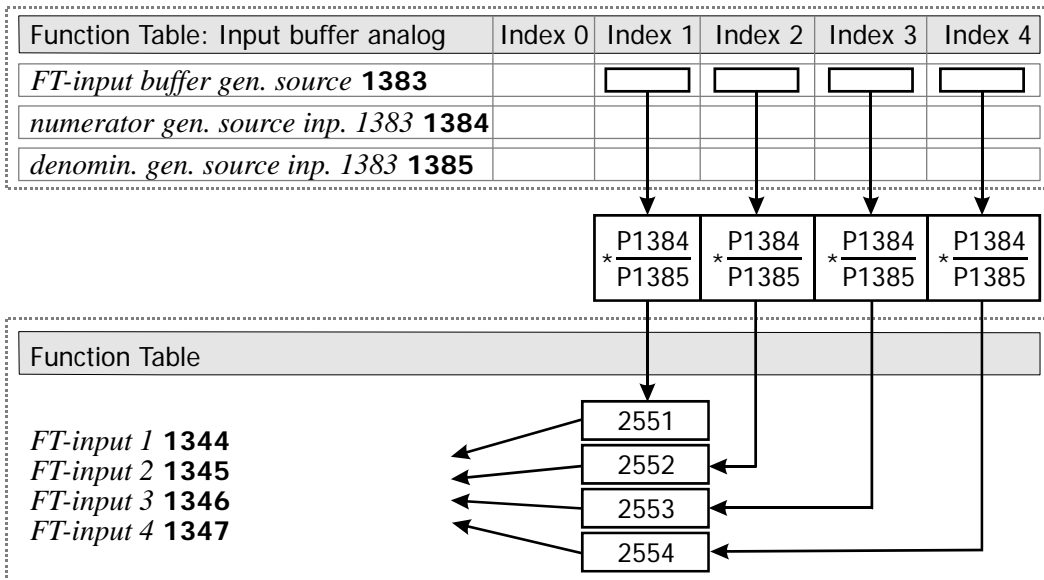 Function Table: Input buffer analog Index 0 Index 1 Index 2 Index 3 Index 4
FT-input buffer gen. source 1383
numerator gen. source inp. 1383 1384
denomin. gen. source inp. 1383 1385
P1384 P1384 P1384 P1384
* * * *
P1385 P1385 P1385 P1385
Function Table
2551
FT-input 1 1344
2552
FT-input 2 1345
FT-input 3 1346
2553
FT-input 4 1347
2554